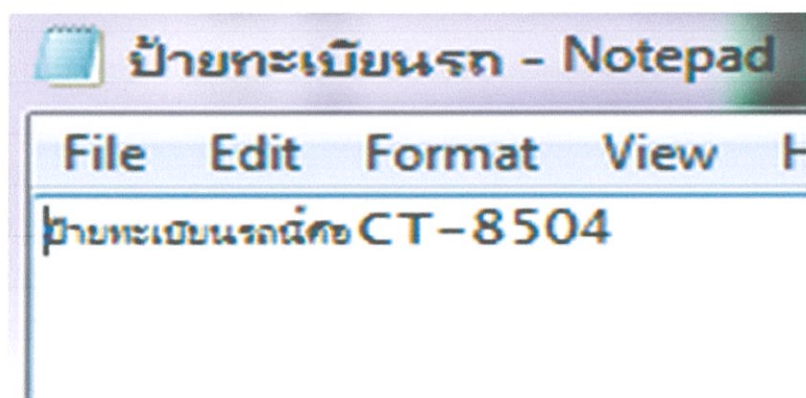 ป้ายทะเบียนรถ - Notepad
File Edit Format View H
ป้ายทะเบียนรถนี้คือ CT-8504